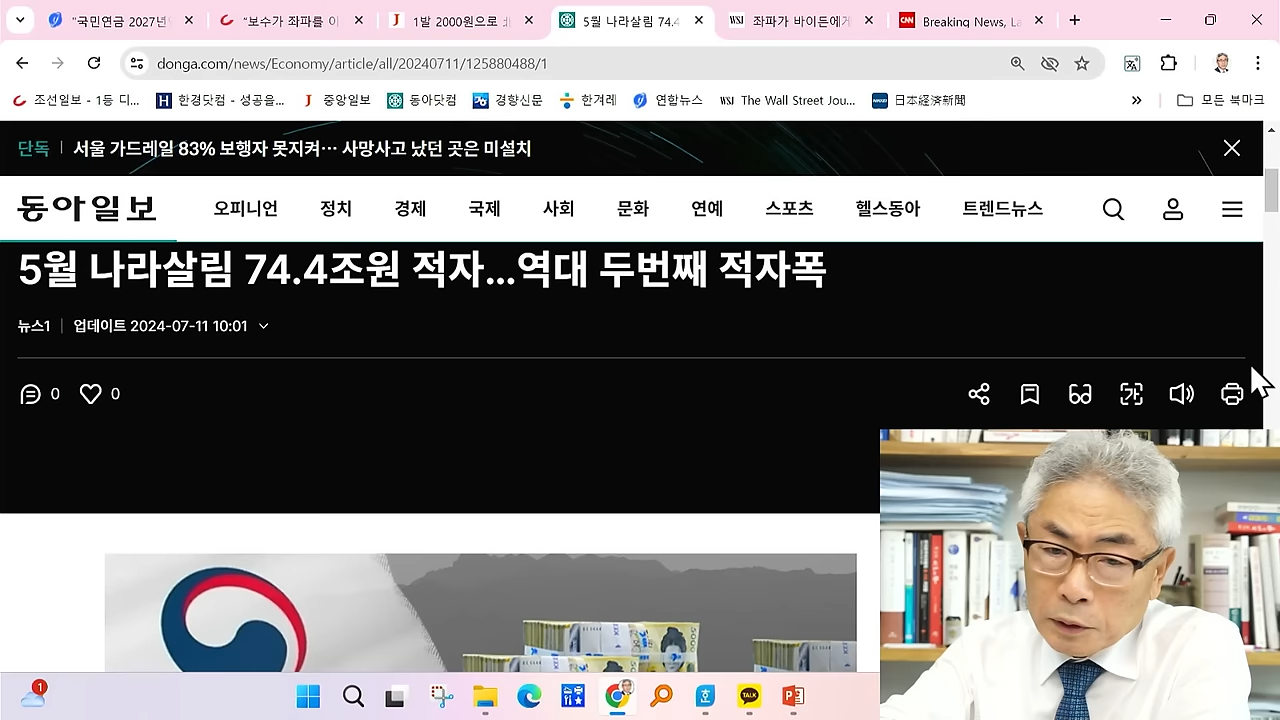 "국민연금 2027년
"보수가 좌파를 이
1발 2000원으로 北
5월 나라살림 74.4
WSJ 좌파가 바이든에게
CNN Breaking News, La
donga.com/news/Economy/article/all/20240711/125880488/1
조선일보 - 1등 디...
H 한경닷컴 - 성공을...
J 중앙일보
동아닷컴
경향신문
한겨레
연합뉴스
WSJ The Wall Street Jou...
NIKKEI 日本経済新聞
모든 북마크
단독 서울 가드레일 83% 보행자 못지켜… 사망사고 났던 곳은 미설치
동아일보 오피니언 정치 경제 국제 사회 문화 연예 스포츠 헬스동아 트렌드뉴스
5월 나라살림 74.4조원 적자…역대 두번째 적자폭
뉴스1 업데이트 2024-07-11 10:01
0 0
가
1
TALK